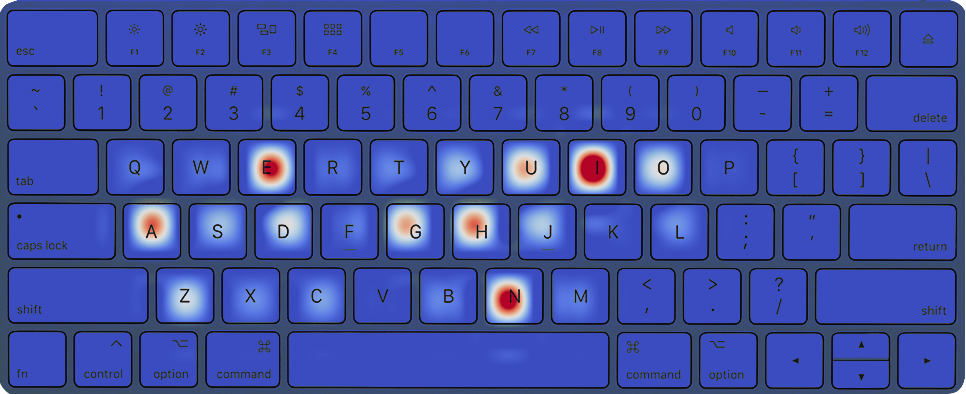 esc F1 F2 F3 F4 F5 F6 F7 F8 F9 F10 F11 F12
~ ! @ # $ % ^ & * ( ) — +
` 1 2 3 4 5 6 7 8 9 0 - = delete
tab Q W E R T Y U I O P { [ } ] | \
caps lock A S D F G H J K L : ; " ' return
shift Z X C V B N M < , > . ? / shift
fn control option command command option